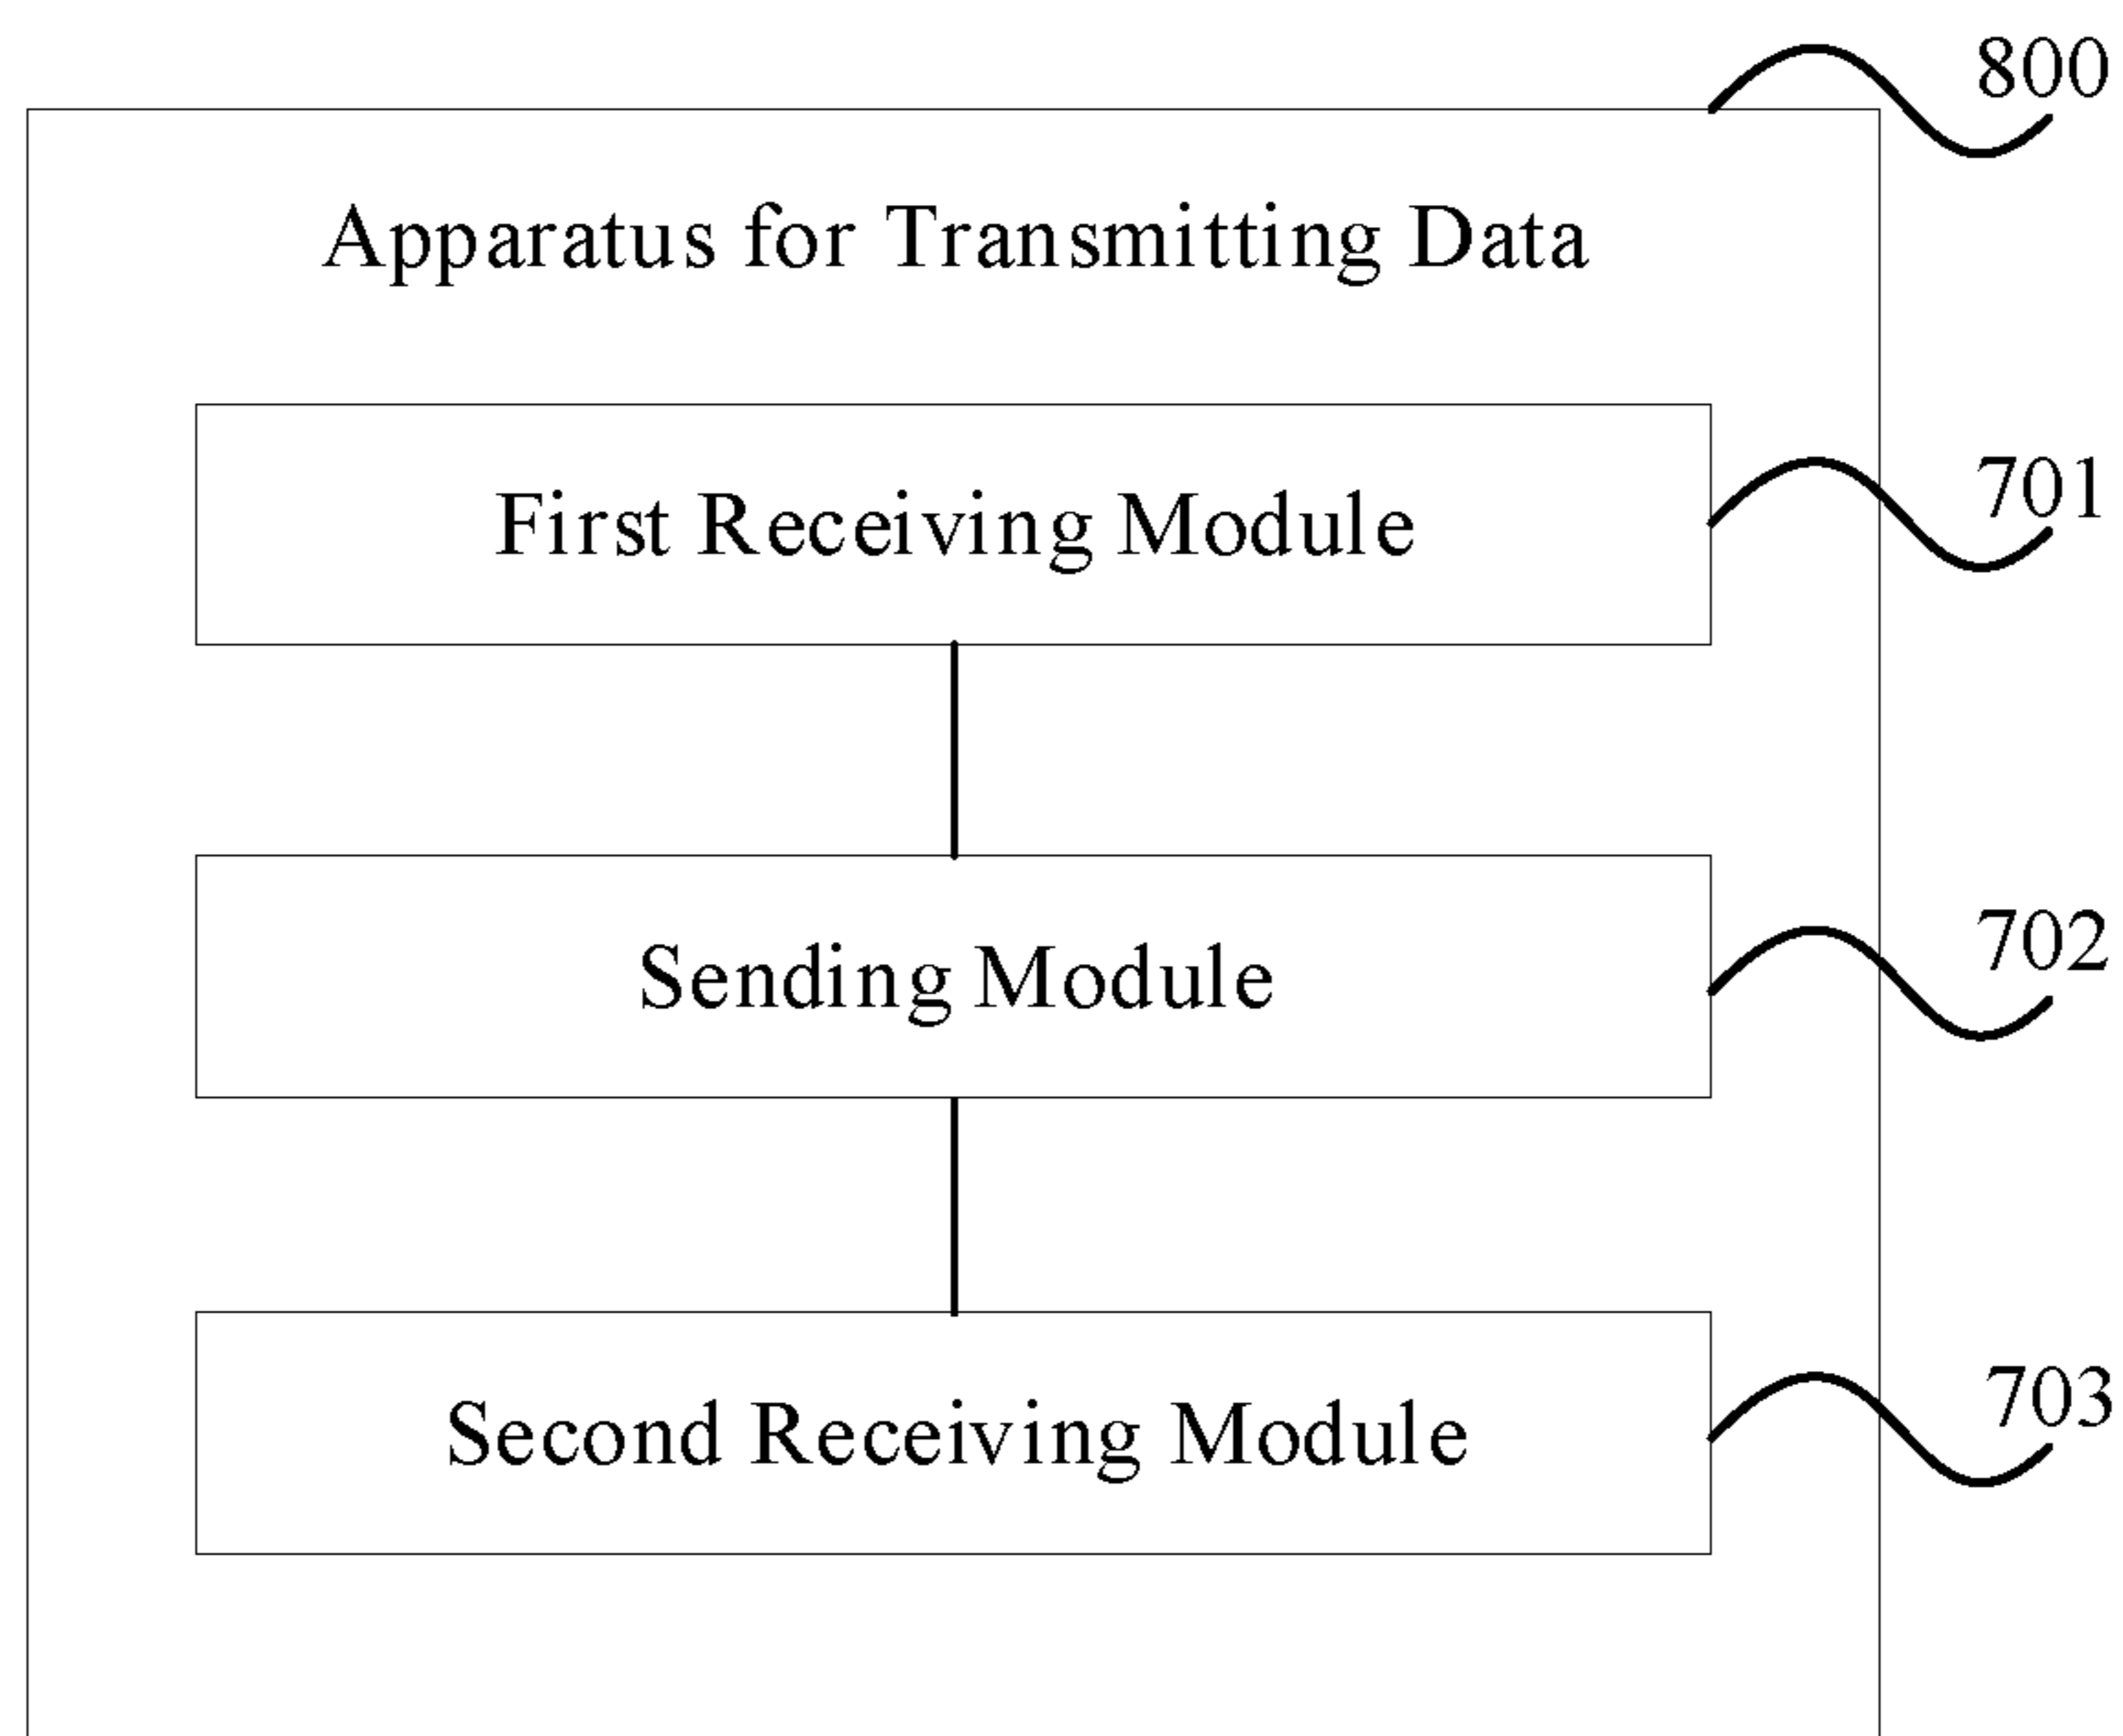 800
Apparatus for Transmitting Data
First Receiving Module
701
Sending Module
702
Second Receiving Module
703